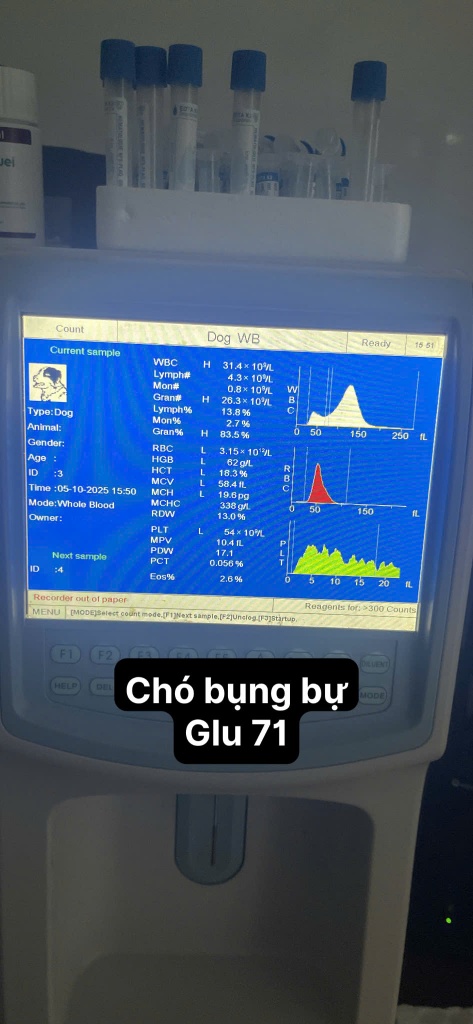 uei
Count
Dog WB
Ready
15 51
Current sample
Type:Dog
Animal:
Gender:
Age :
ID :3
Time :05-10-2025 15:50
Mode:Whole Blood
Owner:
Next sample
ID :4
WBC H 31.4×10⁹/L
Lymph# 4.3×10⁹/L
Mon# 0.8×10⁹/L
Gran# H 26.3×10⁹/L
Lymph% 13.8 %
Mon% 2.7 %
Gran% H 83.5 %
RBC L 3.15×10¹²/L
HGB L 62 g/L
HCT L 18.3 %
MCV L 58.4 fL
MCH L 19.6 pg
MCHC 338 g/L
RDW 13.0 %
PLT L 54×10⁹/L
MPV 10.4 fL
PDW 17.1
PCT 0.056 %
Eos% 2.6 %
WBC
0 50 150 250 fL
RBC
0 50 150 fL
PLT
0 5 10 15 20 fL
Recorder out of paper
Reagents for: >300 Counts
MENU [MODE]Select count mode,[F1]Next sample,[F2]Unclog,[F3]Startup.
F1 F2 F3 F4 F5
HELP DEL MODE
Chó bụng bự
Glu 71